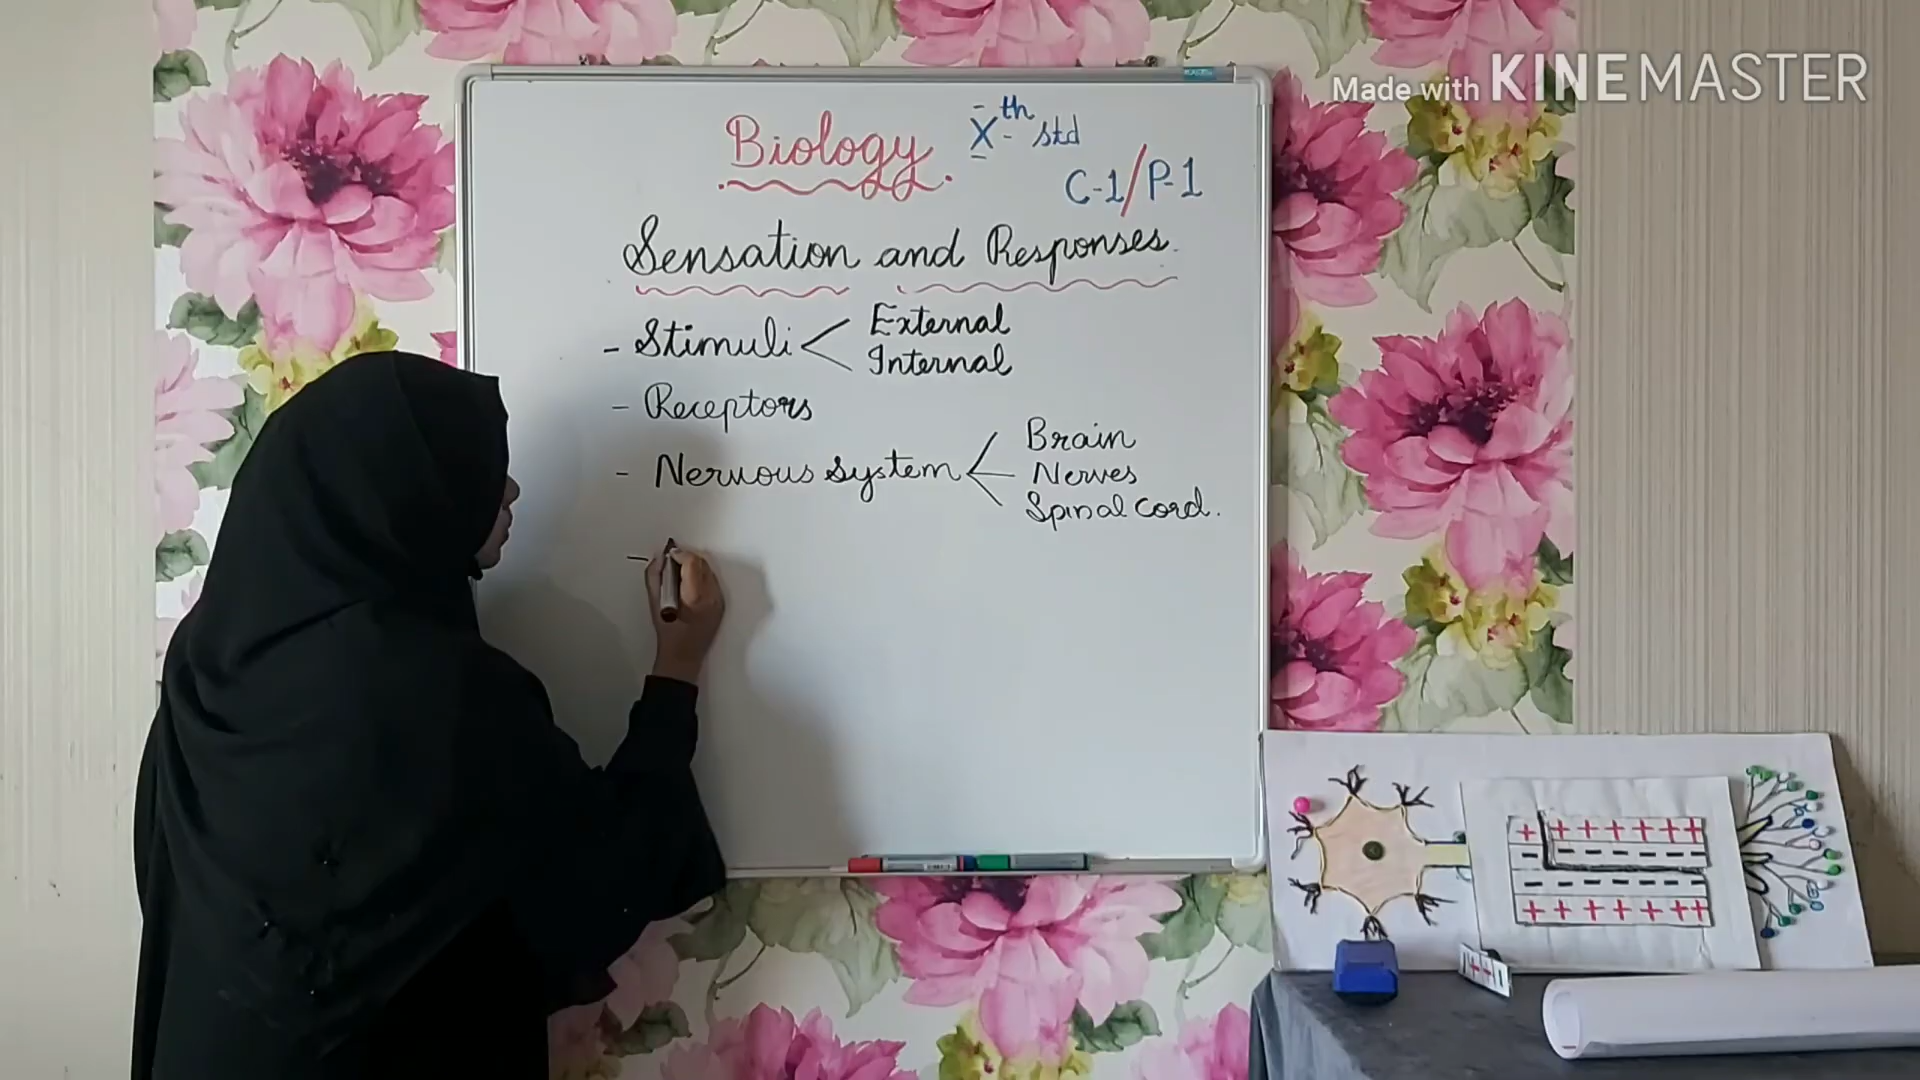 Made with KINEMASTER
Biology
Xth std
C-1/P-1
Sensation and Responses.
- Stimuli < External
Internal
- Receptors
- Nervous system < Brain
Nerves
Spinal Cord.
-
+ + + + + + +
- - - - - - -
- - - - - - -
+ + + + + + +